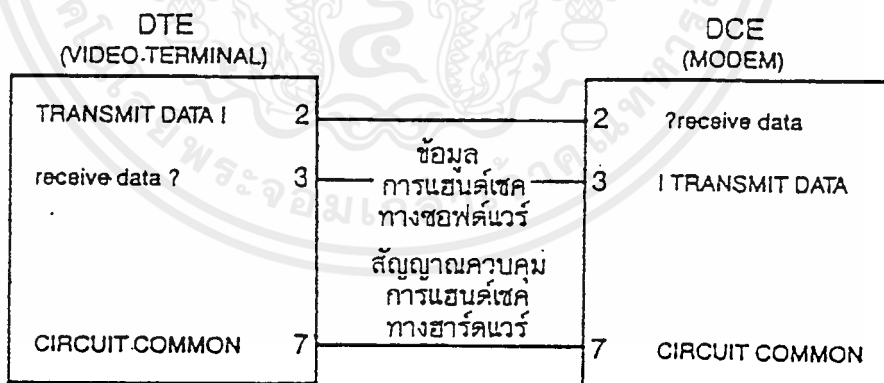 DTE
(VIDEO-TERMINAL)
DCE
(MODEM)
TRANSMIT DATA I 2
2 ?receive data
ข้อมูล
receive data ? 3
การแฮนด์เชค
3 I TRANSMIT DATA
ทางซอฟต์แวร์
สัญญาณควบคุม
การแฮนด์เชค
ทางฮาร์ดแวร์
CIRCUIT COMMON 7
7 CIRCUIT COMMON